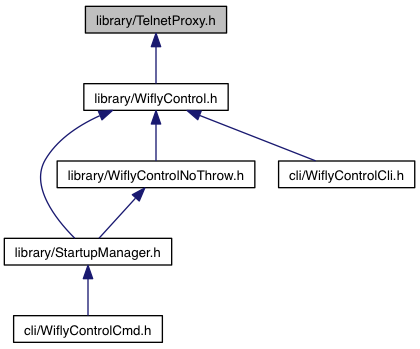 library/TelnetProxy.h
library/WiflyControl.h
library/WiflyControlNoThrow.h
cli/WiflyControlCli.h
library/StartupManager.h
cli/WiflyControlCmd.h